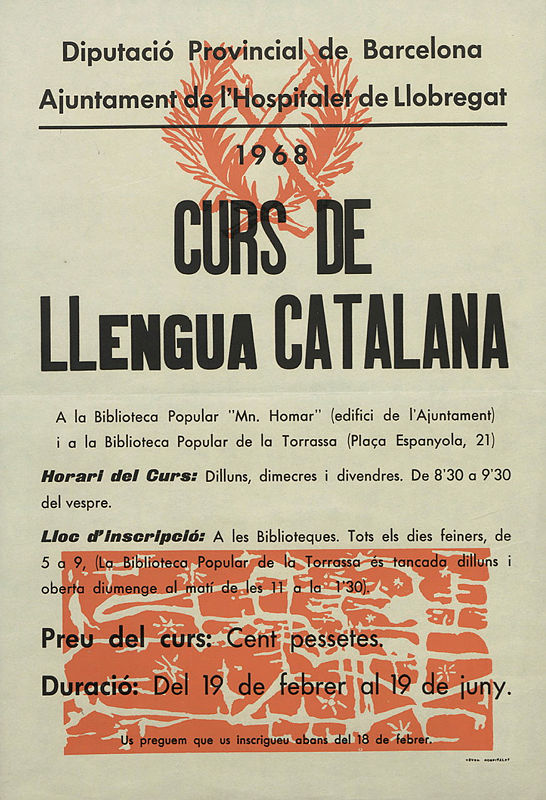 Diputació Provincial de Barcelona
Ajuntament de l'Hospitalet de Llobregat
1968
CURS DE
LLENGUA CATALANA
A la Biblioteca Popular "Mn. Homar" (edifici de l'Ajuntament)
i a la Biblioteca Popular de la Torrassa (Plaça Espanyola, 21)
Horari del Curs: Dilluns, dimecres i divendres. De 8'30 a 9'30
del vespre.
Lloc d'inscripció: A les Biblioteques. Tots els dies feiners, de
5 a 9, (La Biblioteca Popular de la Torrassa és tancada dilluns i
oberta diumenge al matí de les 11 a la 1'30).
Preu del curs: Cent pessetes.
Duració: Del 19 de febrer al 19 de juny.
Us preguem que us inscrigueu abans del 18 de febrer.
HOSPITALET